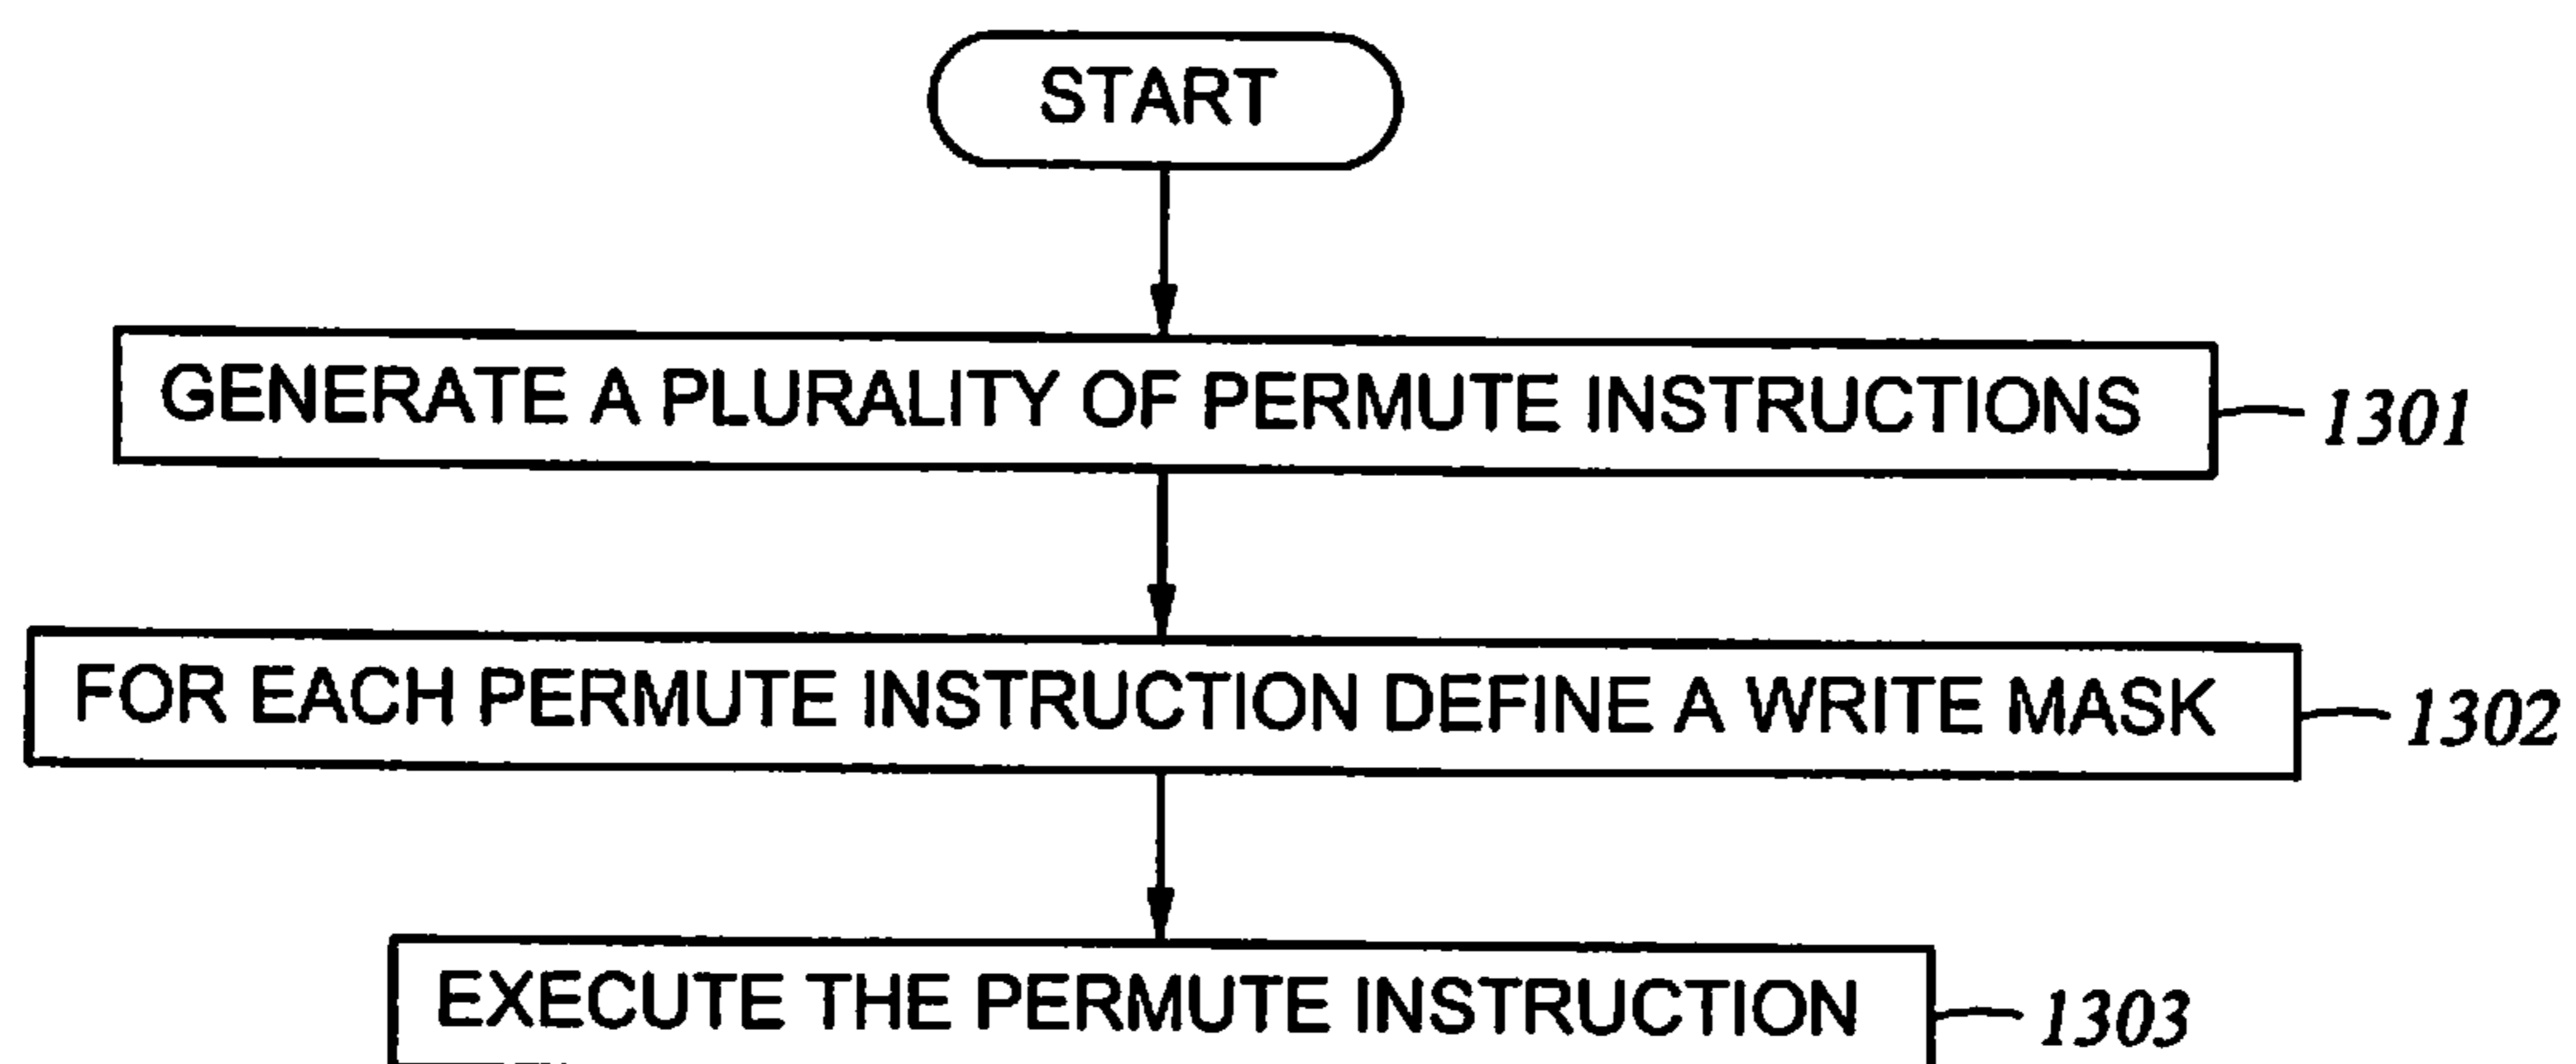 START
GENERATE A PLURALITY OF PERMUTE INSTRUCTIONS 1301
FOR EACH PERMUTE INSTRUCTION DEFINE A WRITE MASK 1302
EXECUTE THE PERMUTE INSTRUCTION 1303